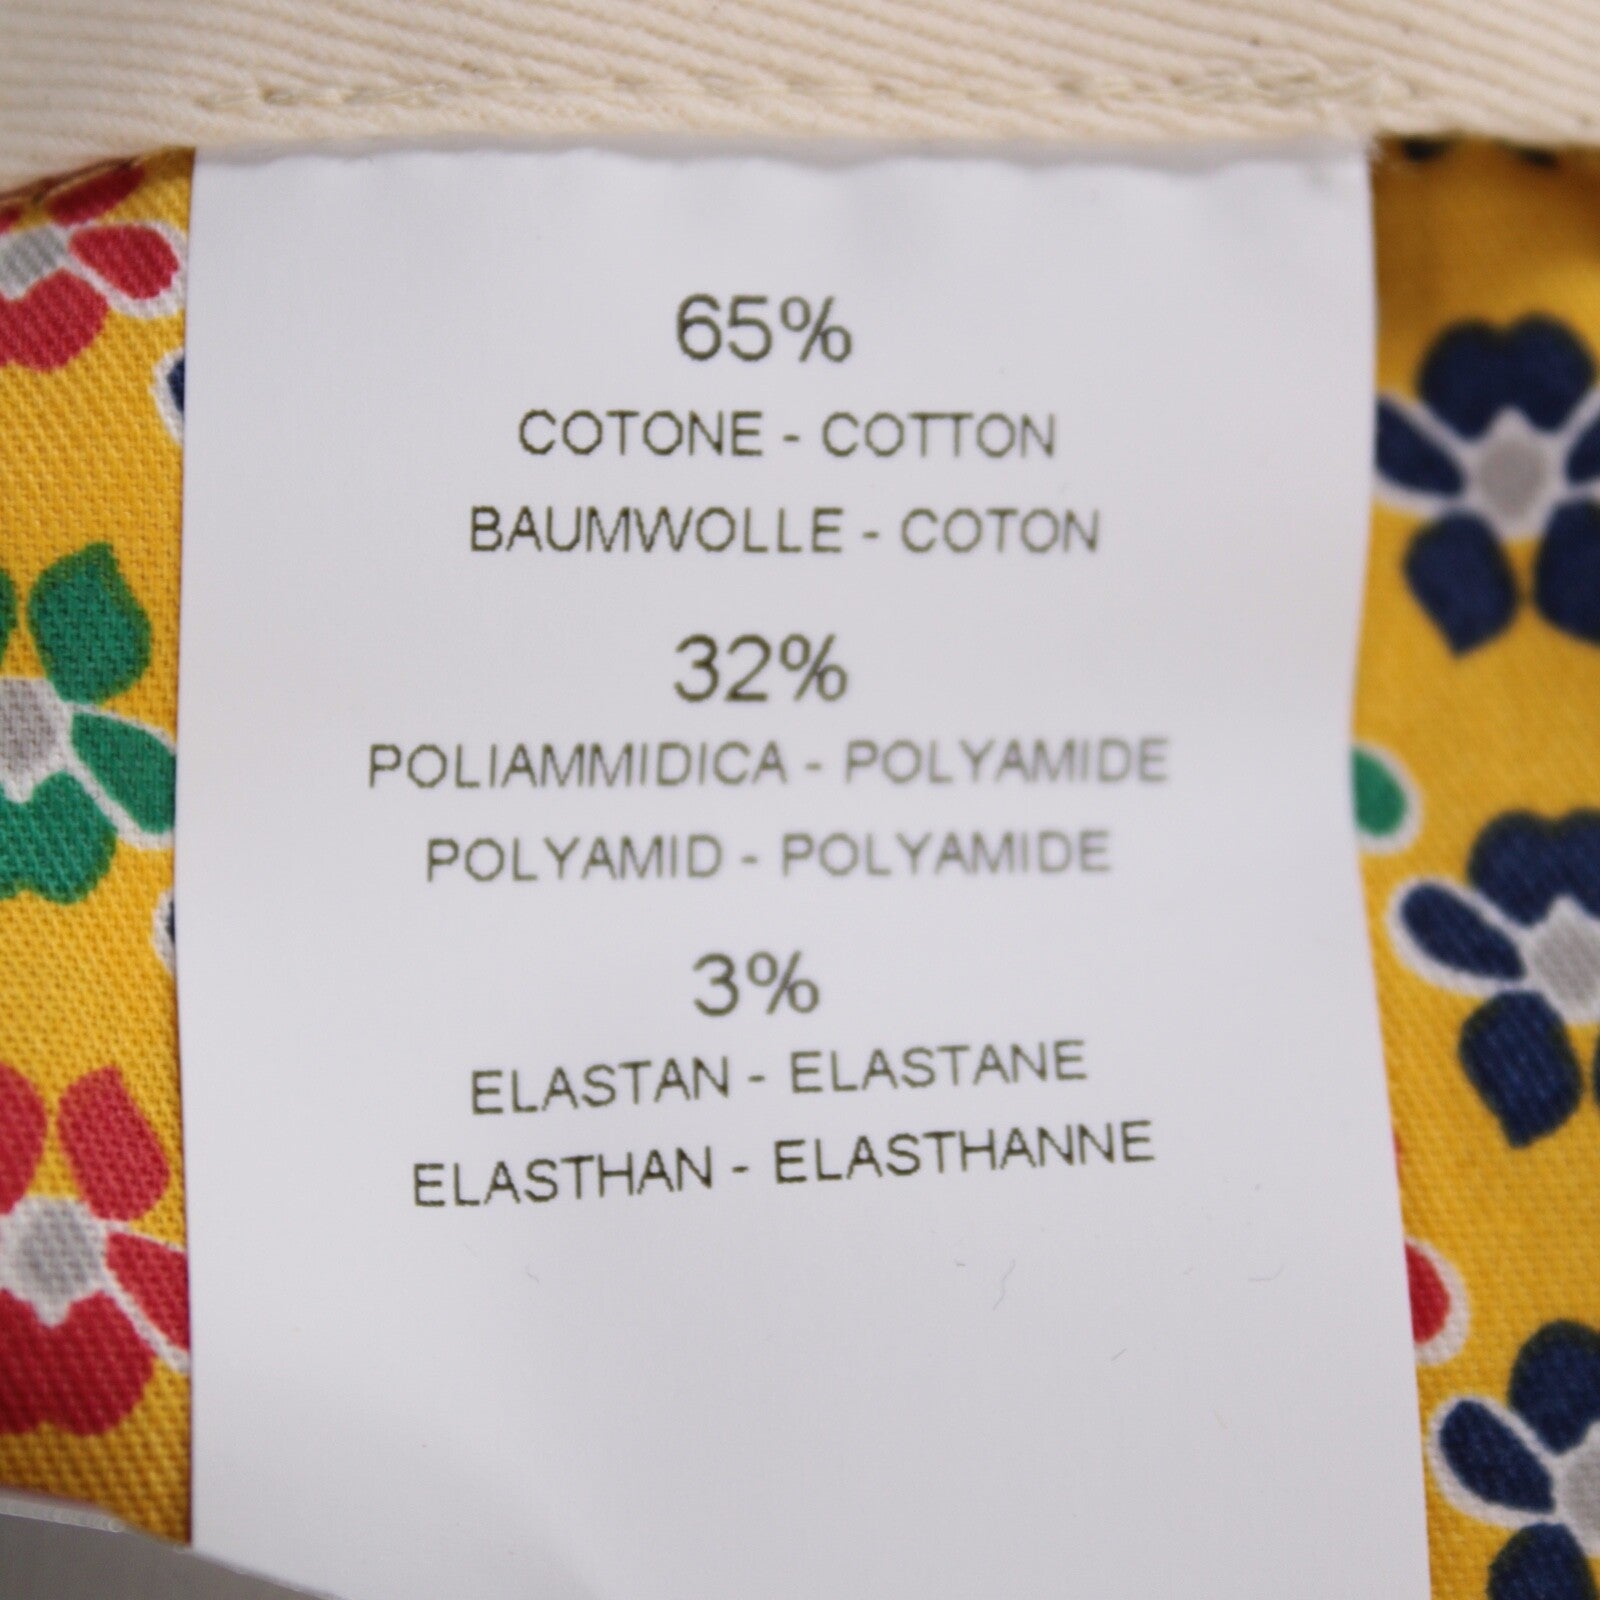 65%
COTONE - COTTON
BAUMWOLLE - COTON
32%
POLIAMMIDICA - POLYAMIDE
POLYAMID - POLYAMIDE
3%
ELASTAN - ELASTANE
ELASTHAN - ELASTHANNE